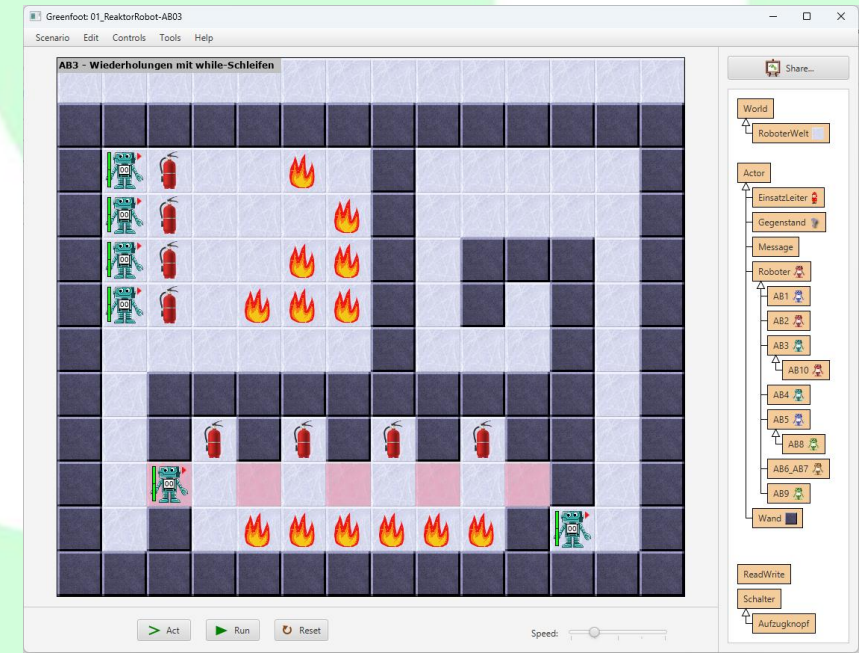 Greenfoot: 01_ReaktorRobot-AB03
Scenario Edit Controls Tools Help
AB3 - Wiederholungen mit while-Schleifen
Share...
World
RoboterWelt
Actor
EinsatzLeiter
Gegenstand
Message
Roboter
AB1
AB2
AB3
AB10
AB4
AB5
AB8
AB6_AB7
AB9
Wand
ReadWrite
Schalter
Aufzugknopf
> Act Run Reset Speed: